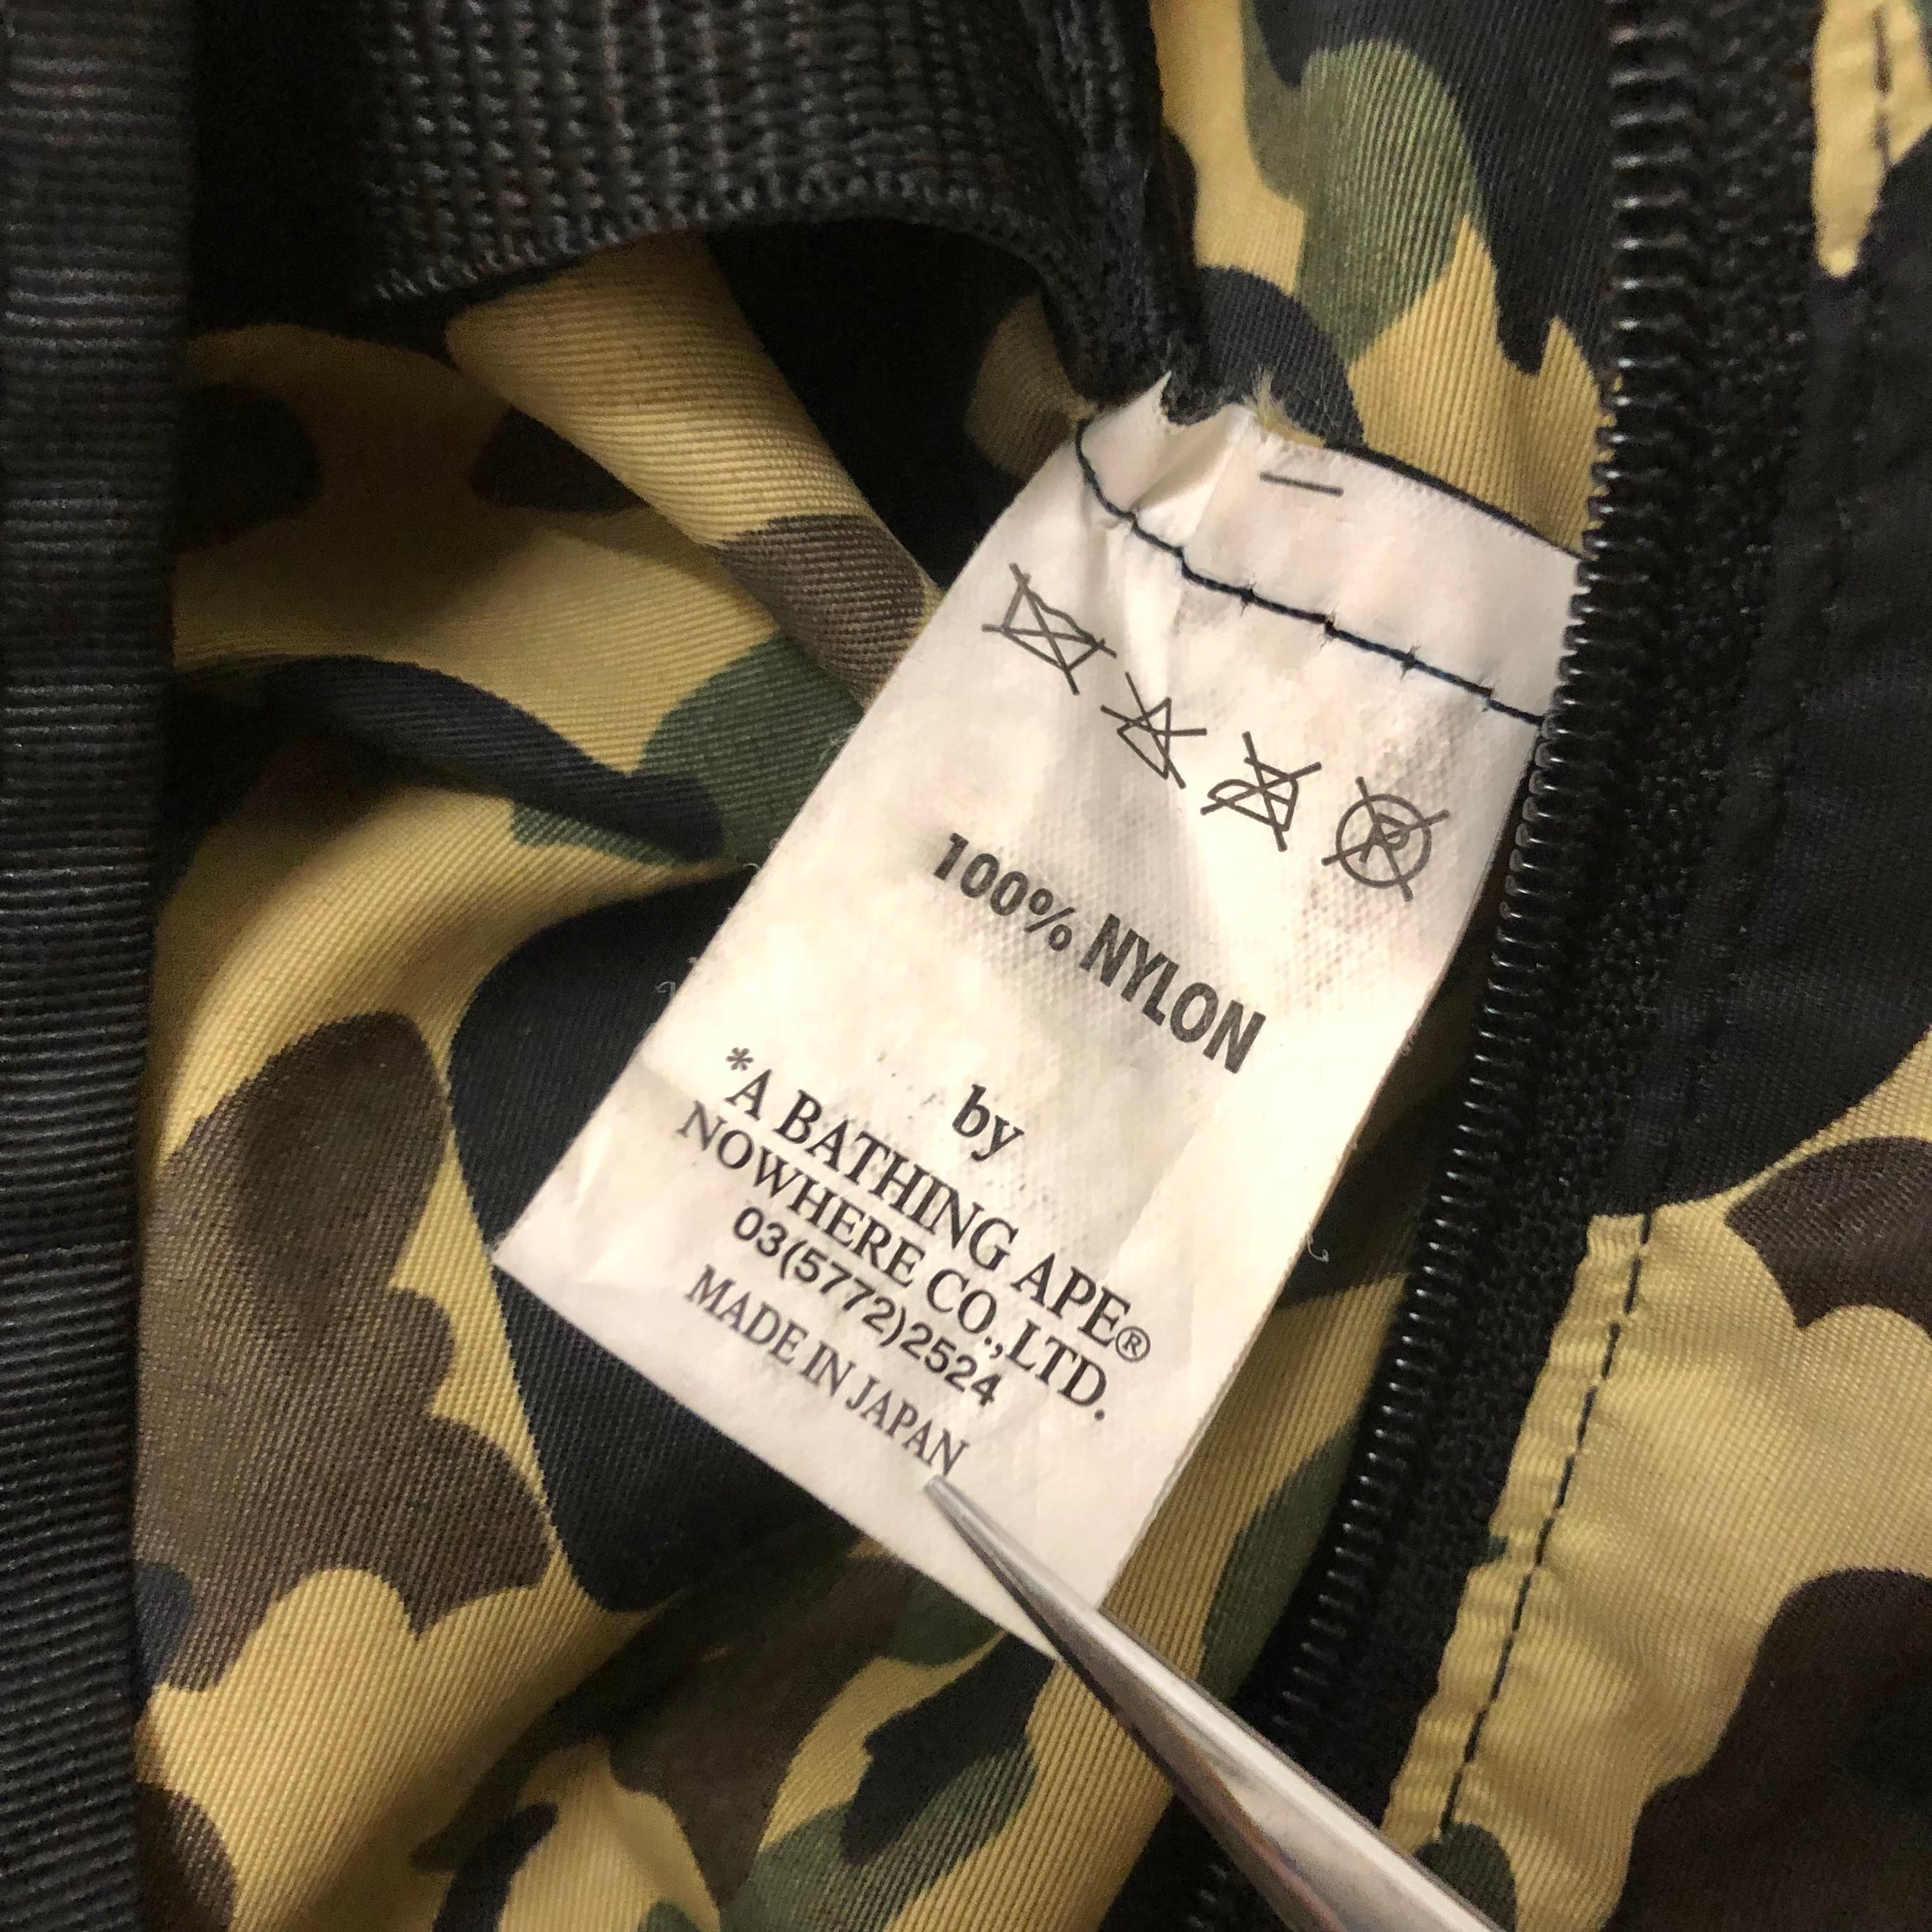 100% NYLON
by
*A BATHING APE®
NOWHERE CO.,LTD.
03(5772)2524
MADE IN JAPAN